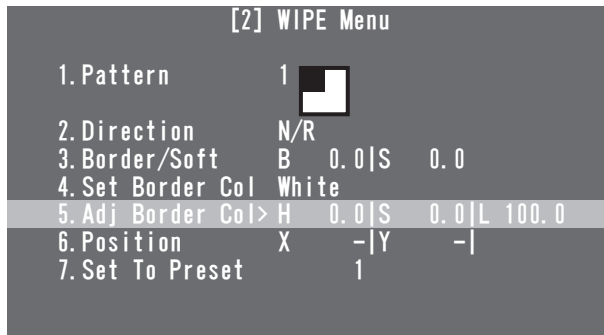 [2] WIPE Menu
1.Pattern 1
2.Direction N/R
3.Border/Soft B 0.0|S 0.0
4.Set Border Col White
5.Adj Border Col> H 0.0|S 0.0|L 100.0
6.Position X -|Y -|
7.Set To Preset 1